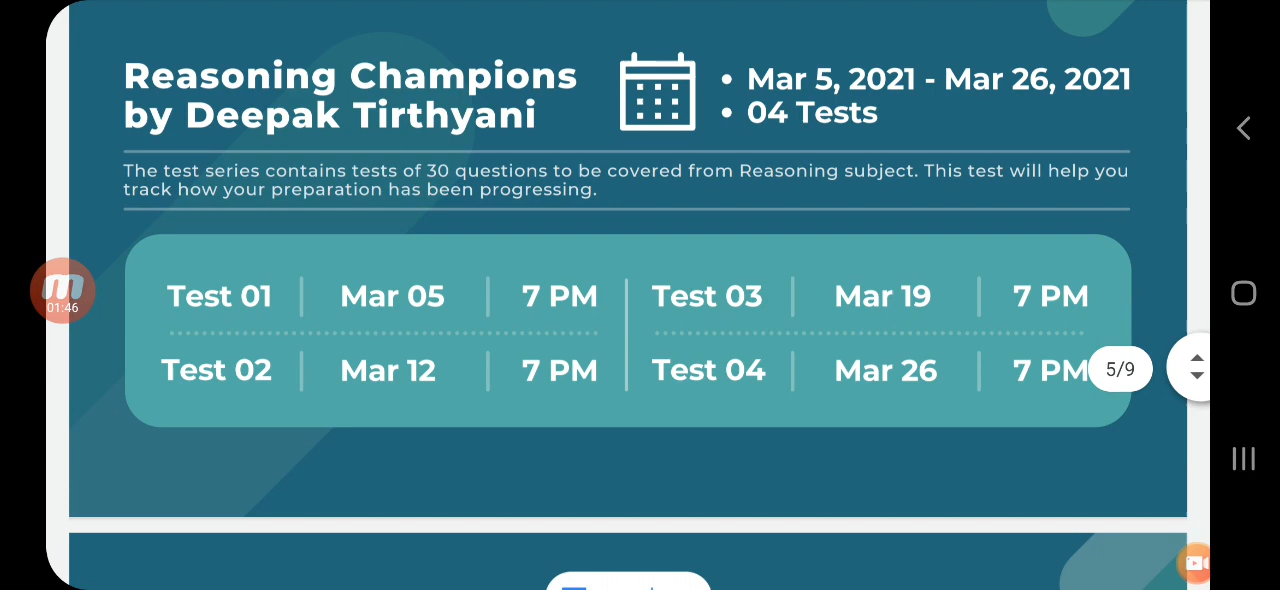 Reasoning Champions
by Deepak Tirthyani
• Mar 5, 2021 - Mar 26, 2021
• 04 Tests
The test series contains tests of 30 questions to be covered from Reasoning subject. This test will help you
track how your preparation has been progressing.
Test 01 Mar 05 7 PM Test 03 Mar 19 7 PM
Test 02 Mar 12 7 PM Test 04 Mar 26 7 PM
5/9
m
01:46